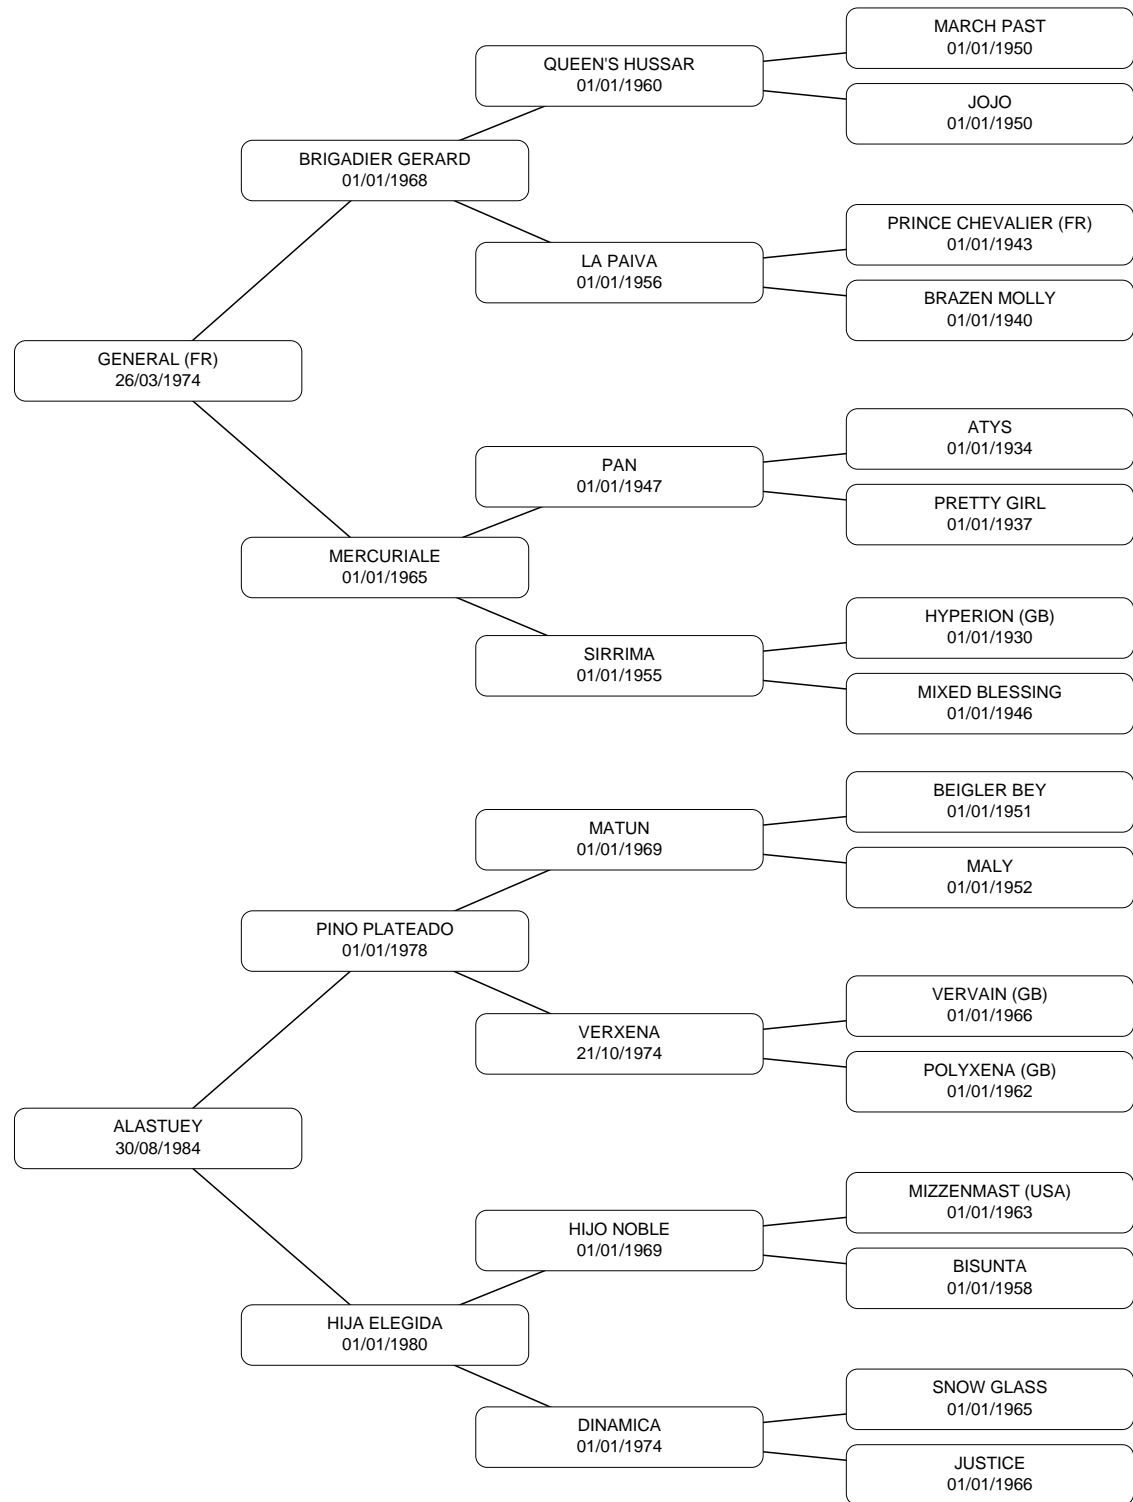 MARCH PAST
01/01/1950
QUEEN'S HUSSAR
01/01/1960
JOJO
01/01/1950
BRIGADIER GERARD
01/01/1968
PRINCE CHEVALIER (FR)
01/01/1943
LA PAIVA
01/01/1956
BRAZEN MOLLY
01/01/1940
GENERAL (FR)
26/03/1974
ATYS
01/01/1934
PAN
01/01/1947
PRETTY GIRL
01/01/1937
MERCURIALE
01/01/1965
HYPERION (GB)
01/01/1930
SIRRIMA
01/01/1955
MIXED BLESSING
01/01/1946
BEIGLER BEY
01/01/1951
MATUN
01/01/1969
MALY
01/01/1952
PINO PLATEADO
01/01/1978
VERVAIN (GB)
01/01/1966
VERXENA
21/10/1974
POLYXENA (GB)
01/01/1962
ALASTUEY
30/08/1984
MIZZENMAST (USA)
01/01/1963
HIJO NOBLE
01/01/1969
BISUNTA
01/01/1958
HIJA ELEGIDA
01/01/1980
SNOW GLASS
01/01/1965
DINAMICA
01/01/1974
JUSTICE
01/01/1966